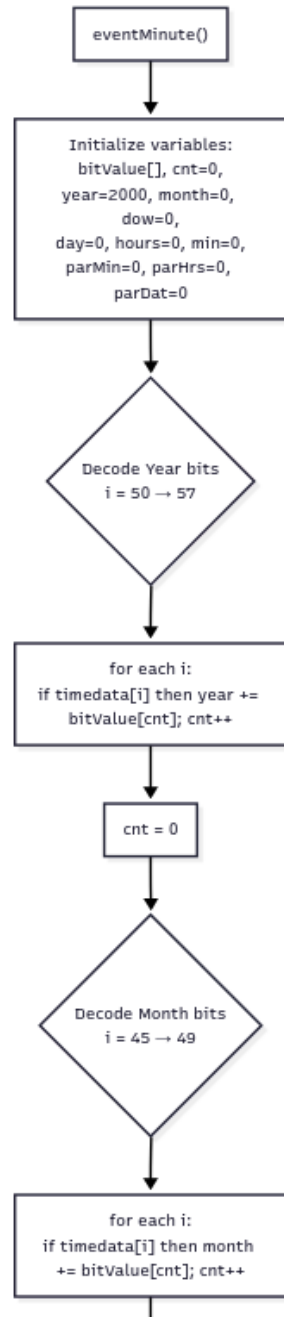 eventMinute()
Initialize variables:
bitValue[], cnt=0,
year=2000, month=0,
dow=0,
day=0, hours=0, min=0,
parMin=0, parHrs=0,
parDat=0
Decode Year bits
i = 50 → 57
for each i:
if timedata[i] then year +=
bitValue[cnt]; cnt++
cnt = 0
Decode Month bits
i = 45 → 49
for each i:
if timedata[i] then month
+= bitValue[cnt]; cnt++